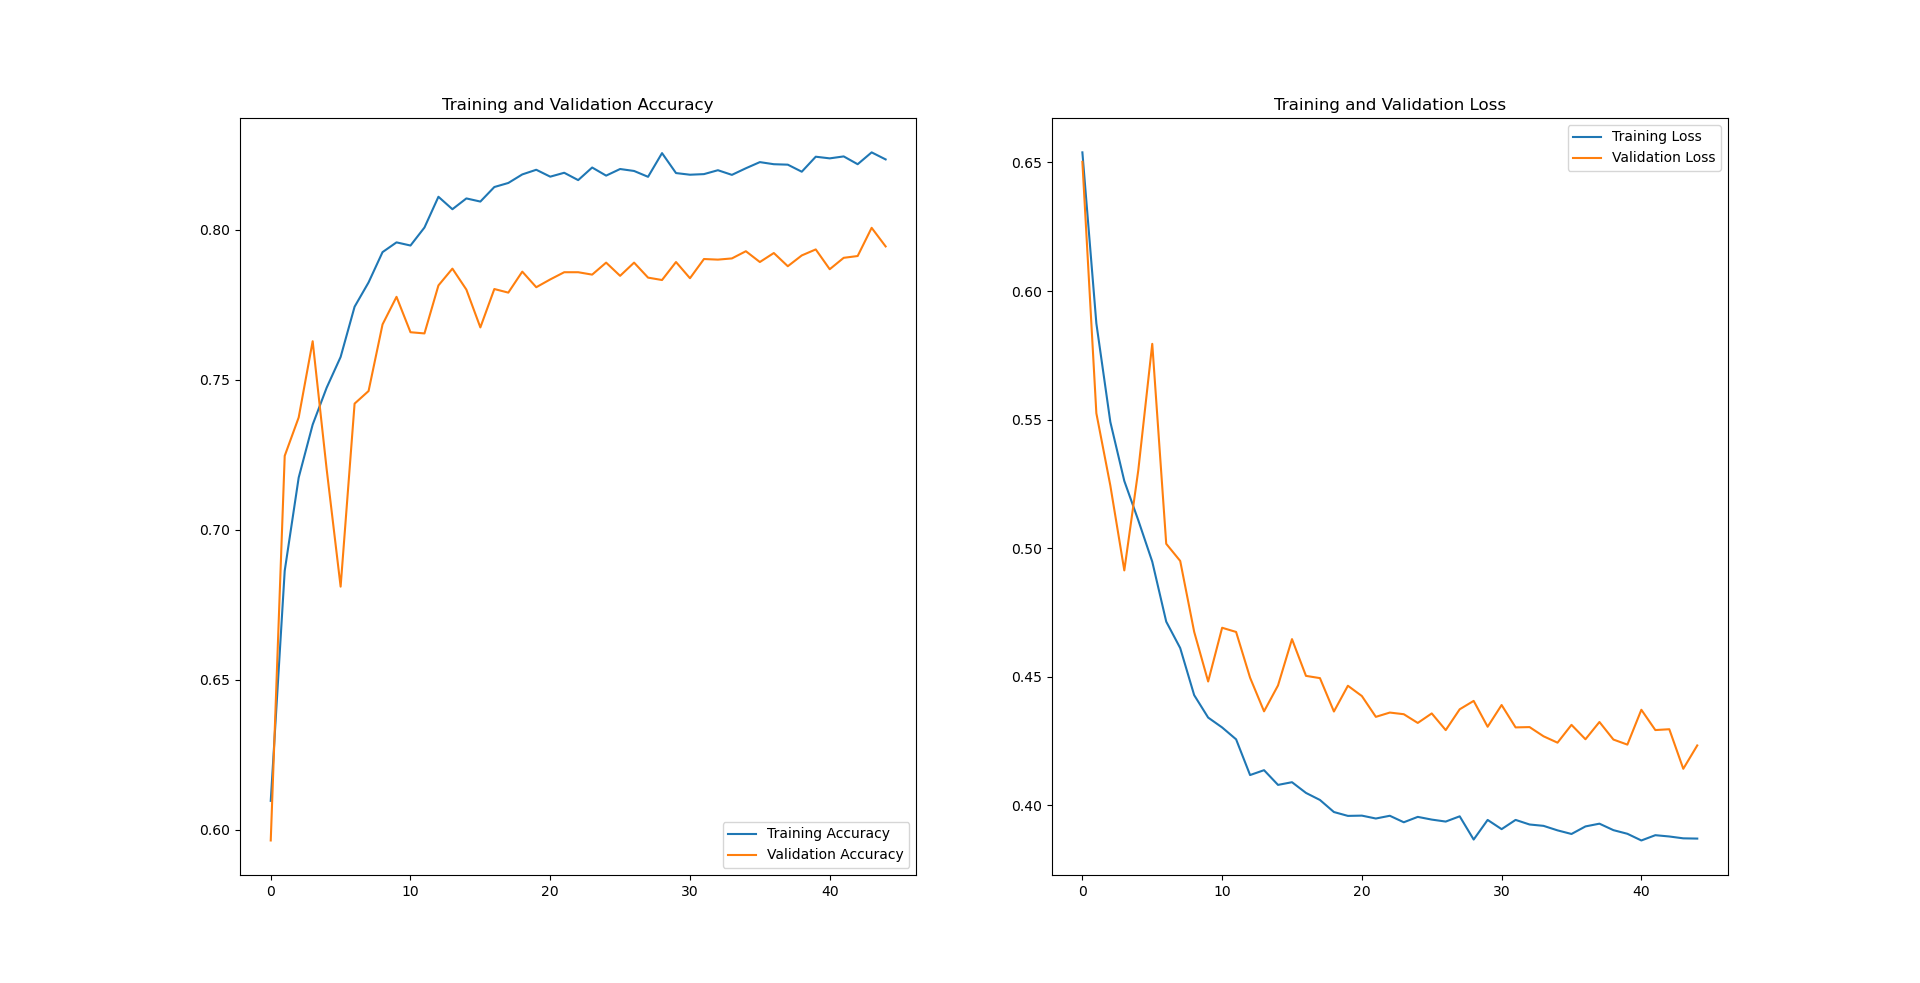 Training and Validation Accuracy
0.80
0.75
0.70
0.65
0.60
Training Accuracy
Validation Accuracy
0 10 20 30 40
Training and Validation Loss
Training Loss
Validation Loss
0.65
0.60
0.55
0.50
0.45
0.40
0 10 20 30 40